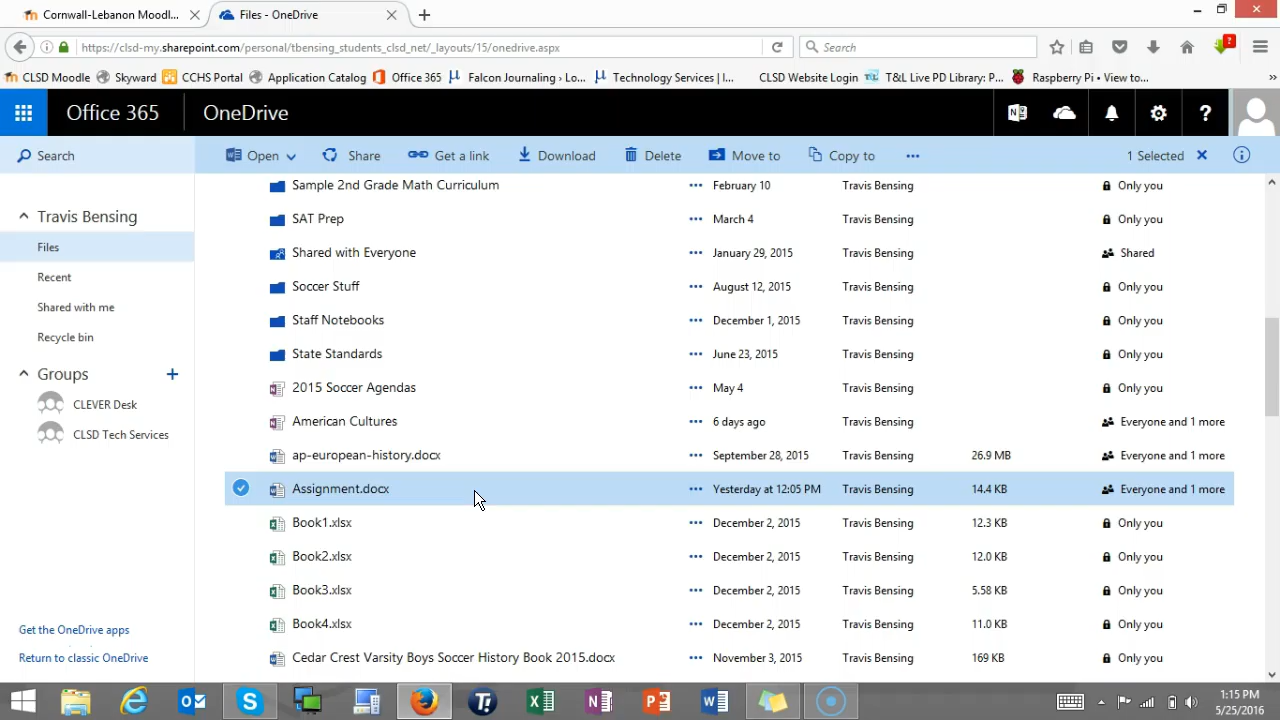 Cornwall-Lebanon Moodl...
Files - OneDrive
https://clsd-my.sharepoint.com/personal/tbensing_students_clsd_net/_layouts/15/onedrive.aspx
Search
CLSD Moodle
Skyward
CCHS Portal
Application Catalog
Office 365
Falcon Journaling • Lo...
Technology Services | I...
CLSD Website Login
T&L Live PD Library: P...
Raspberry Pi • View to...
Office 365
OneDrive
Search
Open
Share
Get a link
Download
Delete
Move to
Copy to
1 Selected
Travis Bensing
Files
Recent
Shared with me
Recycle bin
Groups
CLEVER Desk
CLSD Tech Services
Get the OneDrive apps
Return to classic OneDrive
Sample 2nd Grade Math Curriculum February 10 Travis Bensing Only you
SAT Prep March 4 Travis Bensing Only you
Shared with Everyone January 29, 2015 Travis Bensing Shared
Soccer Stuff August 12, 2015 Travis Bensing Only you
Staff Notebooks December 1, 2015 Travis Bensing Only you
State Standards June 23, 2015 Travis Bensing Only you
2015 Soccer Agendas May 4 Travis Bensing Only you
American Cultures 6 days ago Travis Bensing Everyone and 1 more
ap-european-history.docx September 28, 2015 Travis Bensing 26.9 MB Everyone and 1 more
Assignment.docx Yesterday at 12:05 PM Travis Bensing 14.4 KB Everyone and 1 more
Book1.xlsx December 2, 2015 Travis Bensing 12.3 KB Only you
Book2.xlsx December 2, 2015 Travis Bensing 12.0 KB Only you
Book3.xlsx December 2, 2015 Travis Bensing 5.58 KB Only you
Book4.xlsx December 2, 2015 Travis Bensing 11.0 KB Only you
Cedar Crest Varsity Boys Soccer History Book 2015.docx November 3, 2015 Travis Bensing 169 KB Only you
1:15 PM
5/25/2016